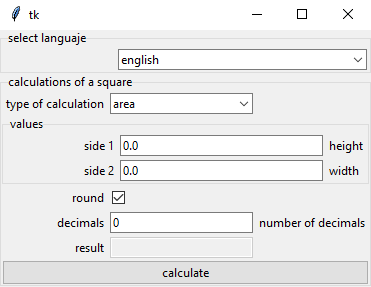 tk
select languaje
english
calculations of a square
type of calculation area
values
side 1 0.0 height
side 2 0.0 width
round
decimals 0 number of decimals
result
calculate